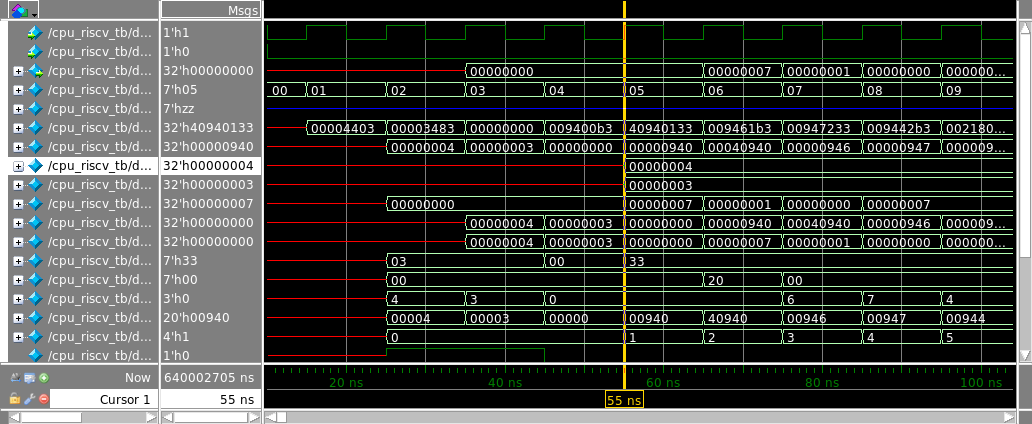 Msgs
/cpu_riscv_tb/d... 1'h1
/cpu_riscv_tb/d... 1'h0
/cpu_riscv_tb/d... 32'h00000000 00000000 00000007 00000001 00000000 000000...
/cpu_riscv_tb/d... 7'h05 00 01 02 03 04 05 06 07 08 09
/cpu_riscv_tb/d... 7'hzz
/cpu_riscv_tb/d... 32'h40940133 00004403 00003483 00000000 009400b3 40940133 009461b3 00947233 009442b3 002180...
/cpu_riscv_tb/d... 32'h00000940 00000004 00000003 00000000 00000940 00040940 00000946 00000947 000009...
/cpu_riscv_tb/d... 32'h00000004 00000004
/cpu_riscv_tb/d... 32'h00000003 00000003
/cpu_riscv_tb/d... 32'h00000007 00000000 00000007 00000001 00000000 00000007
/cpu_riscv_tb/d... 32'h00000000 00000004 00000003 00000000 00000940 00040940 00000946 000009...
/cpu_riscv_tb/d... 32'h00000000 00000004 00000003 00000000 00000007 00000001 00000000 000000...
/cpu_riscv_tb/d... 7'h33 03 00 33
/cpu_riscv_tb/d... 7'h00 00 20 00
/cpu_riscv_tb/d... 3'h0 4 3 0 6 7 4
/cpu_riscv_tb/d... 20'h00940 00004 00003 00000 00940 40940 00946 00947 00944
/cpu_riscv_tb/d... 4'h1 0 1 2 3 4 5
/cpu_riscv_tb/d... 1'h0
Now 640002705 ns 20 ns 40 ns 60 ns 80 ns 100 ns
Cursor 1 55 ns 55 ns